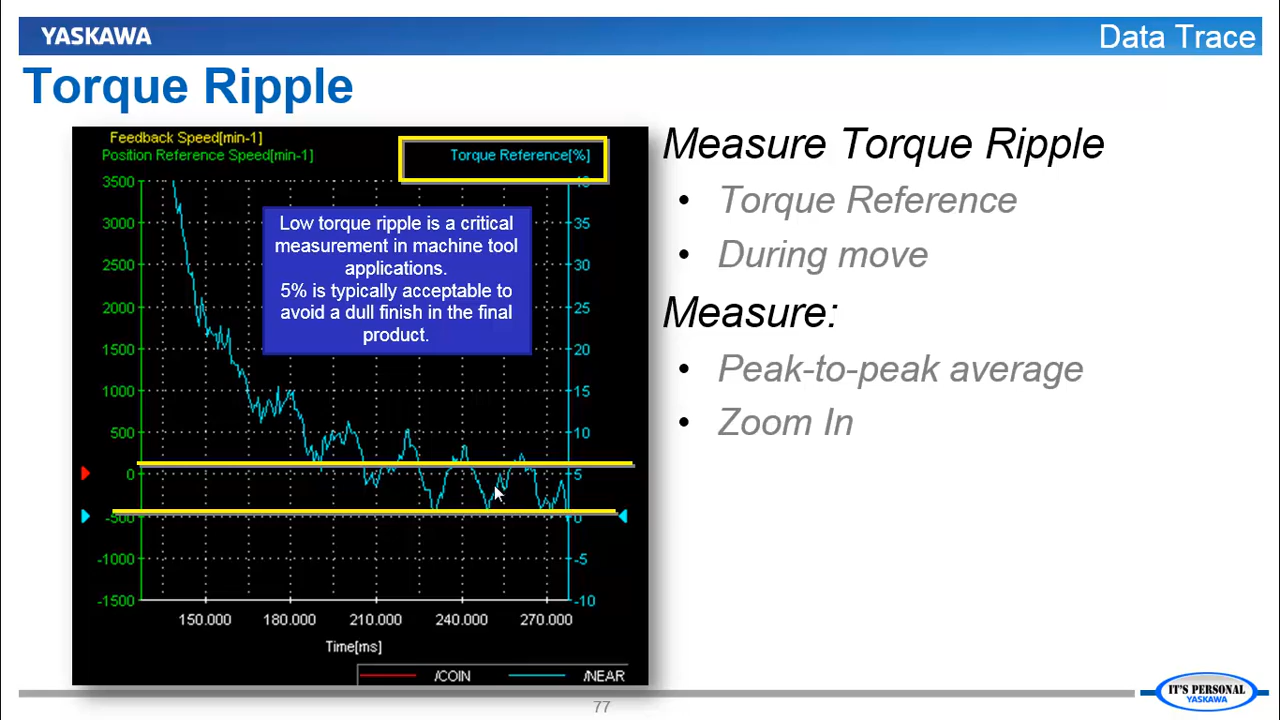 YASKAWA
Data Trace
Torque Ripple
Feedback Speed[min-1]
Position Reference Speed[min-1]
Torque Reference[%]
3500
3000
2500
2000
1500
1000
500
0
-500
-1000
-1500
35
30
25
20
15
10
5
0
-5
-10
Low torque ripple is a critical
measurement in machine tool
applications.
5% is typically acceptable to
avoid a dull finish in the final
product.
150.000 180.000 210.000 240.000 270.000
Time[ms]
/COIN /NEAR
Measure Torque Ripple
• Torque Reference
• During move
Measure:
• Peak-to-peak average
• Zoom In
77
IT'S PERSONAL
YASKAWA